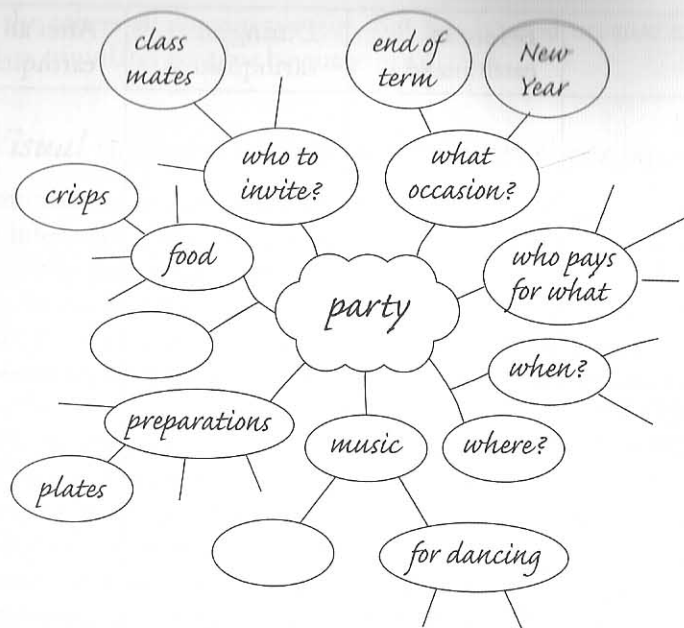 class
mates
end of
term
New
Year
who to
invite?
what
occasion?
crisps
food
who pays
for what
party
when?
preparations
music
where?
plates
for dancing